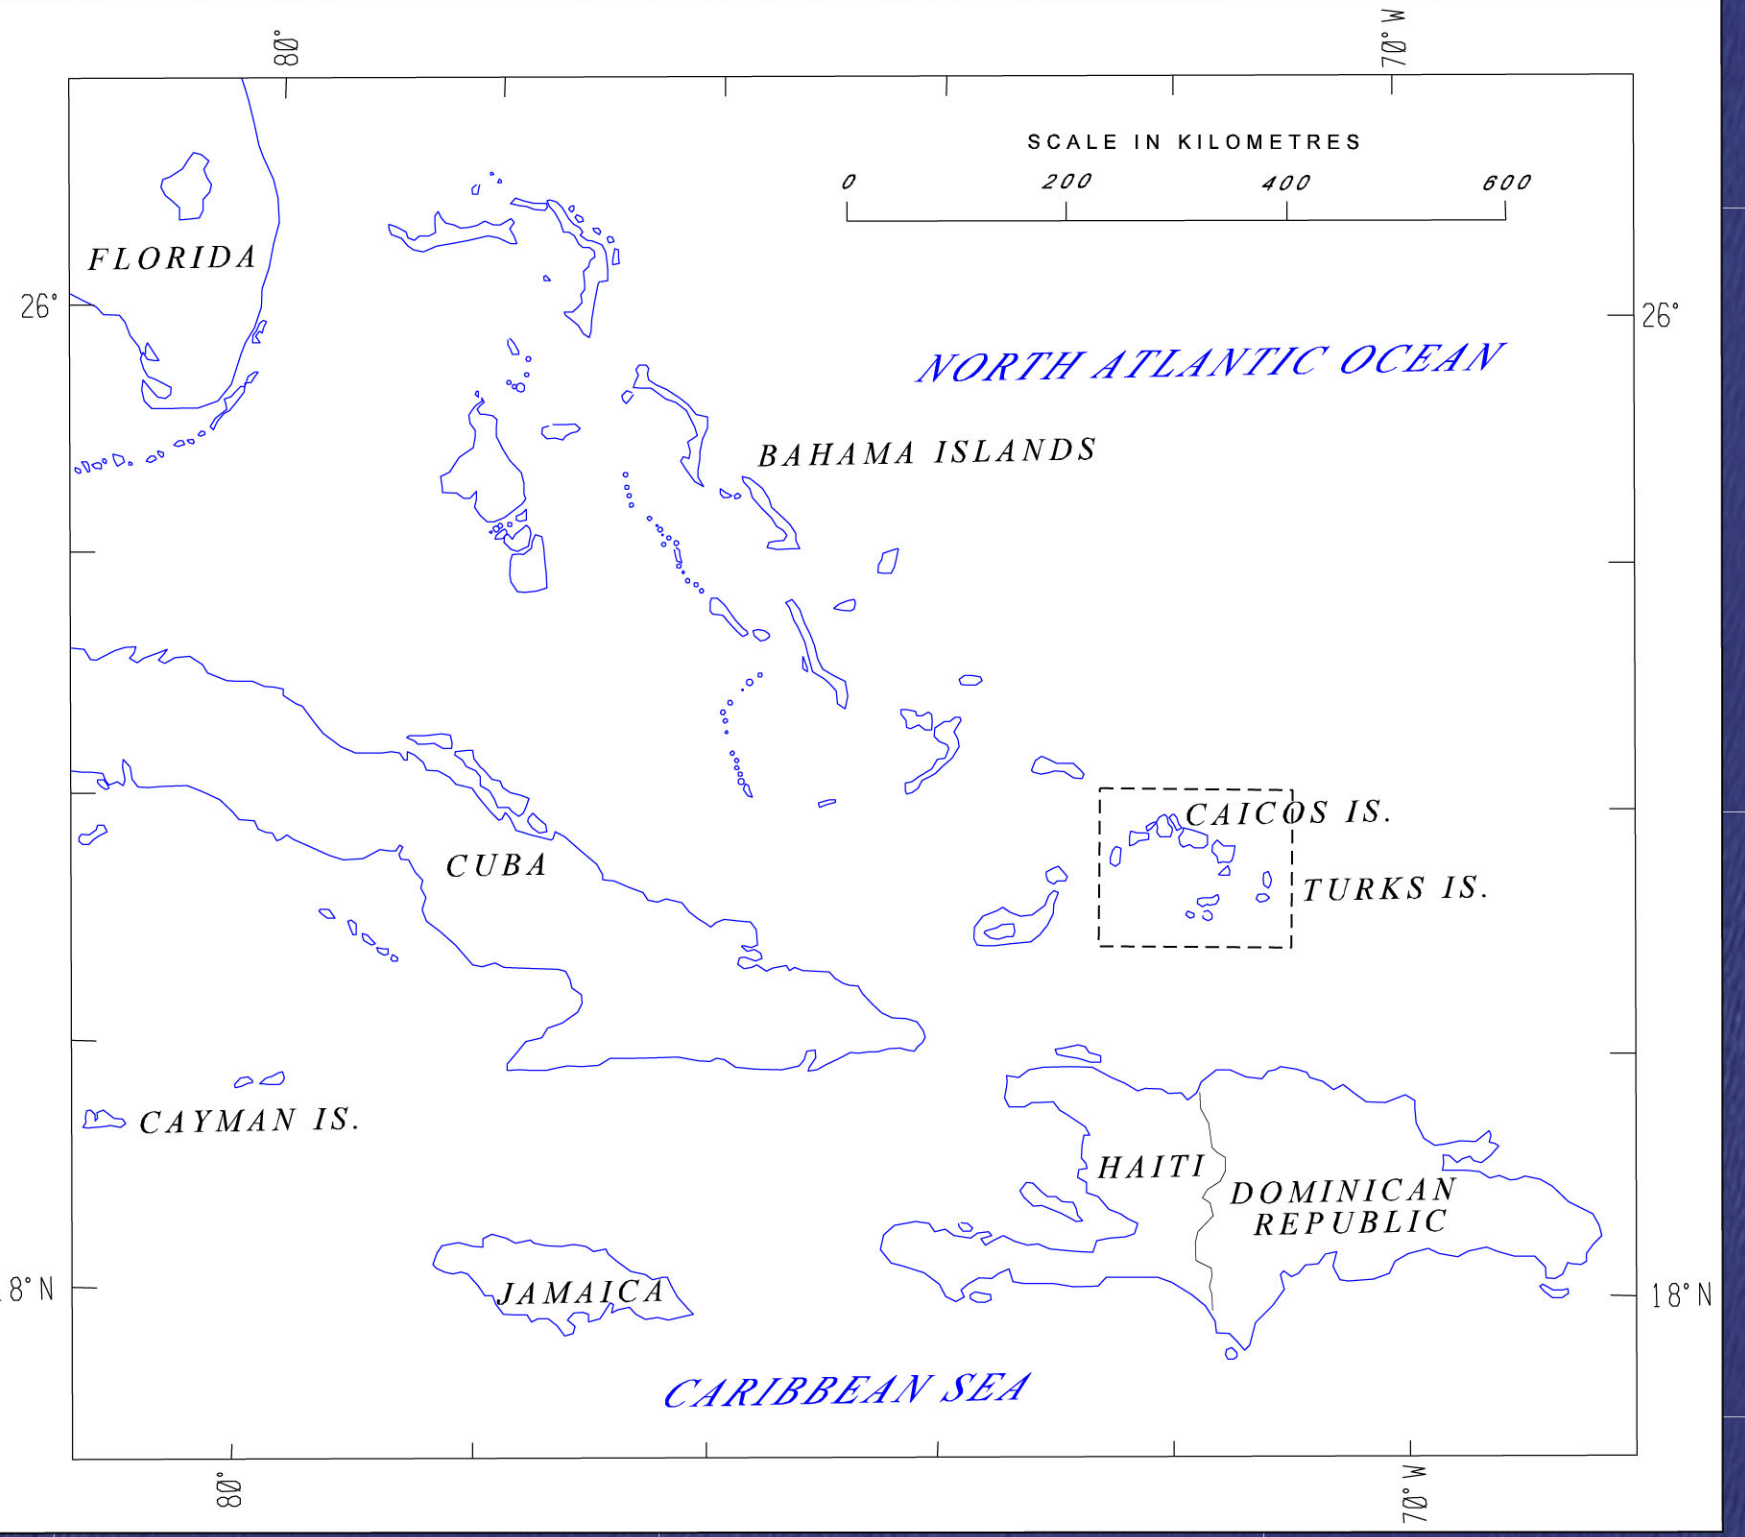 80°
70° W
SCALE IN KILOMETRES
0 200 400 600
FLORIDA
26°
26°
NORTH ATLANTIC OCEAN
BAHAMA ISLANDS
CAICOS IS.
CUBA
TURKS IS.
CAYMAN IS.
HAITI
DOMINICAN
REPUBLIC
JAMAICA
8° N
18° N
CARIBBEAN SEA
80°
70° W